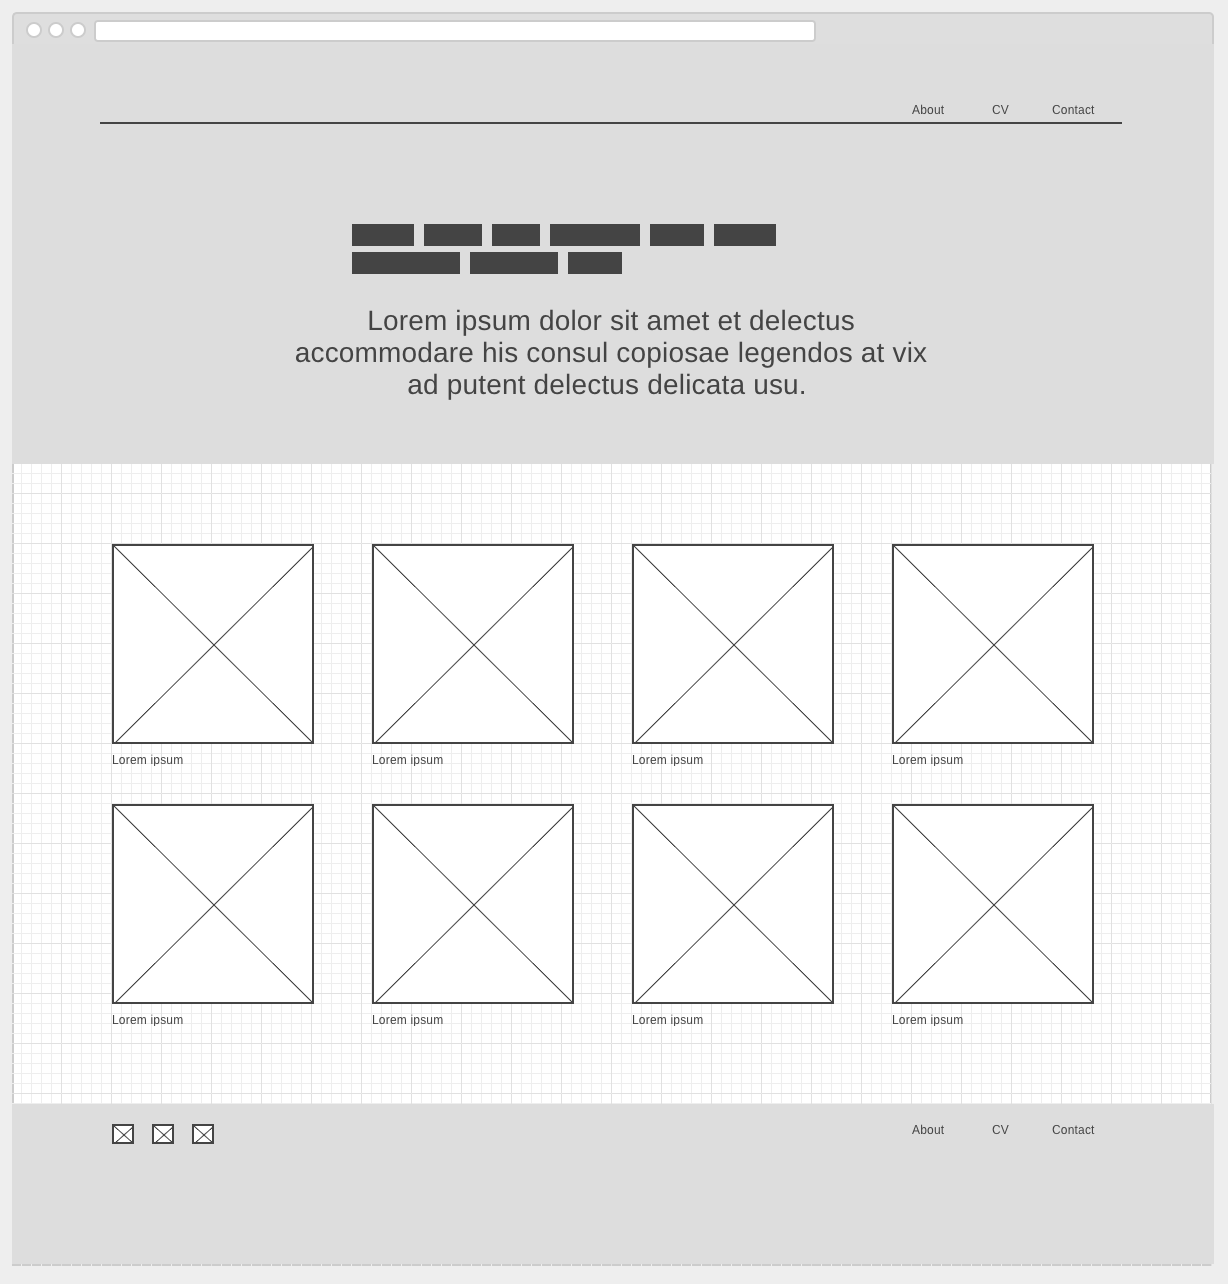 About CV Contact
Lorem ipsum dolor sit amet et delectus
accommodare his consul copiosae legendos at vix
ad putent delectus delicata usu.
Lorem ipsum Lorem ipsum Lorem ipsum Lorem ipsum
Lorem ipsum Lorem ipsum Lorem ipsum Lorem ipsum
About CV Contact